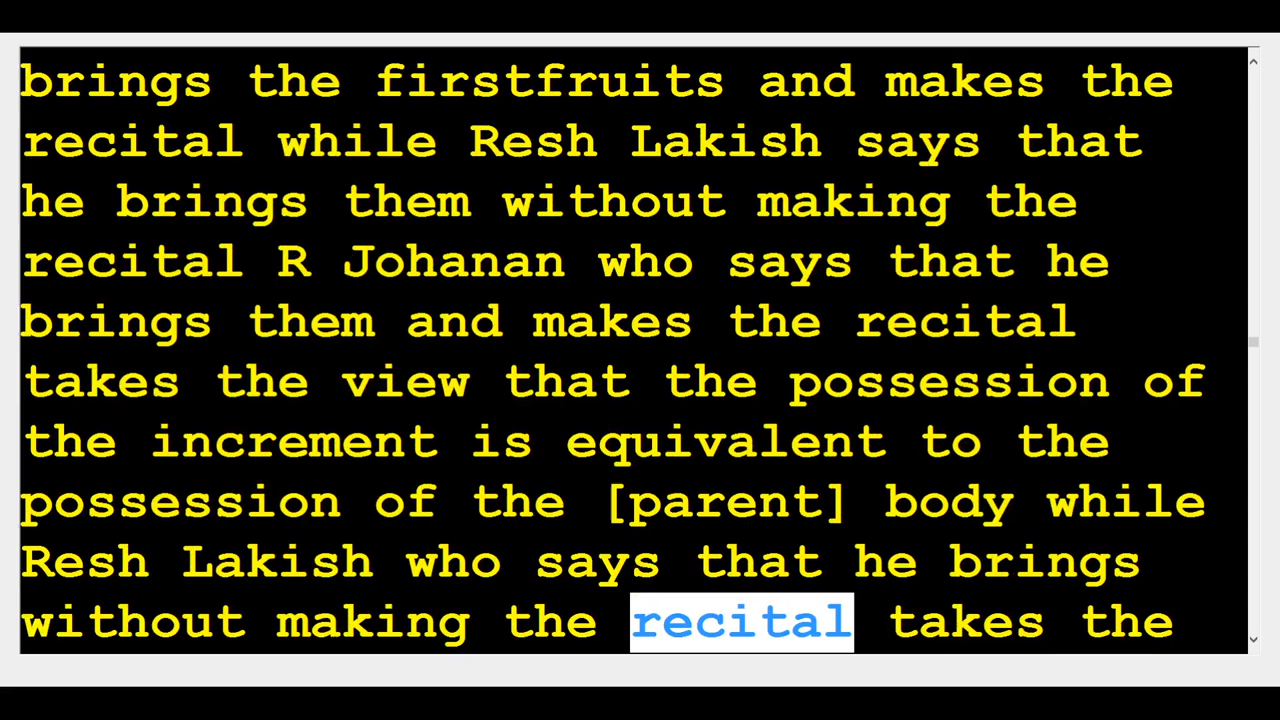 brings the firstfruits and makes the
recital while Resh Lakish says that
he brings them without making the
recital R Johanan who says that he
brings them and makes the recital
takes the view that the possession of
the increment is equivalent to the
possession of the [parent] body while
Resh Lakish who says that he brings
without making the recital takes the